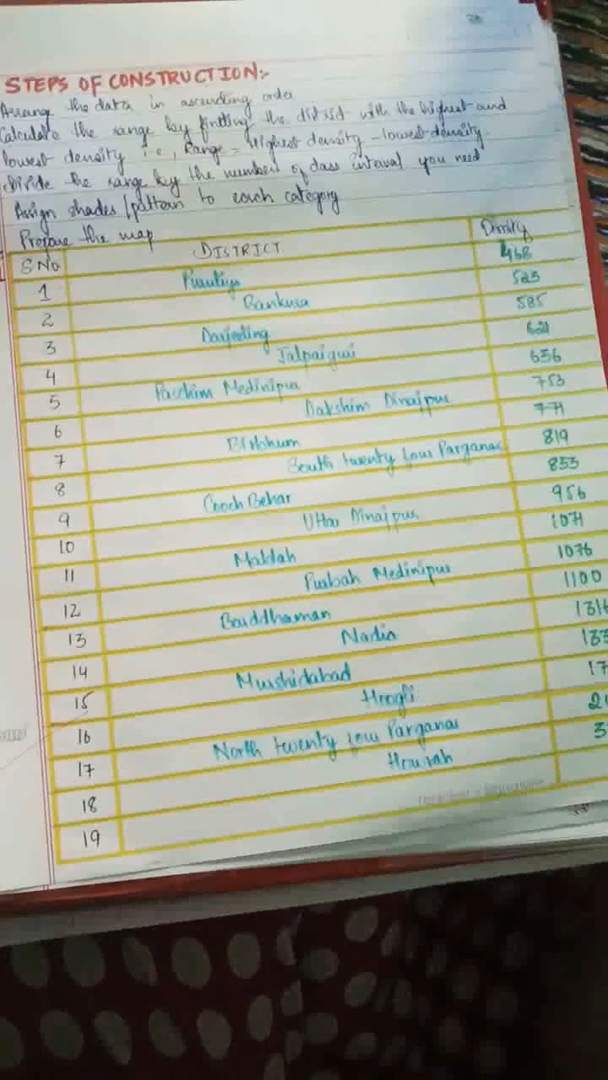 STEPS OF CONSTRUCTION:-
Arrange the data in ascending order
Calculate the range by finding the district with the highest and
lowest density i.e, Range = Highest density - lowest density.
divide the range by the number of class interval you need
Assign shades/pattern to each category
Prepare the map
S NO DISTRICT Density
1 Puruliya 468
2 Bankura 523
3 Darjeeling 585
4 Jalpaiguri 621
5 Paschim Medinipur 636
6 Dakshim Dinajpur 753
7 Birbhum 771
8 South twenty four Parganas 819
9 Cooch Behar 853
10 Uttar Dinajpur 956
11 Maldah 1071
12 Purbah Medinipur 1076
13 Barddhaman 1100
14 Nadia
15 Murshidabad
16 Hoogli
17 North twenty four Parganas
18 Howrah
19